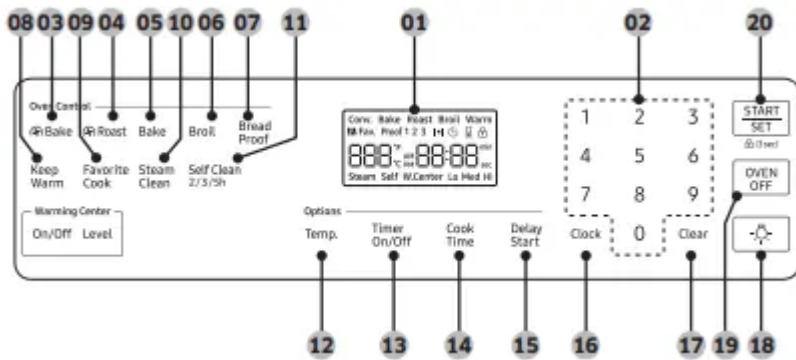 08 03 09 04 05 10 06 07 11 01 02 20
Oven Control
Bake Roast Bake Broil Bread Proof
Keep Warm Favorite Cook Steam Clean Self Clean 2/3/5h
Warming Center
On/Off Level
Conv. Bake Roast Broil Warm
Fav. Proof 1 2 3
888 °F °C AM PM 88:88 min sec
Steam Self W.Center Lo Med Hi
Options
Temp. Timer On/Off Cook Time Delay Start
1 2 3
4 5 6
7 8 9
Clock 0 Clear
START
SET
(3 sec)
OVEN
OFF
12 13 14 15 16 17 19 18